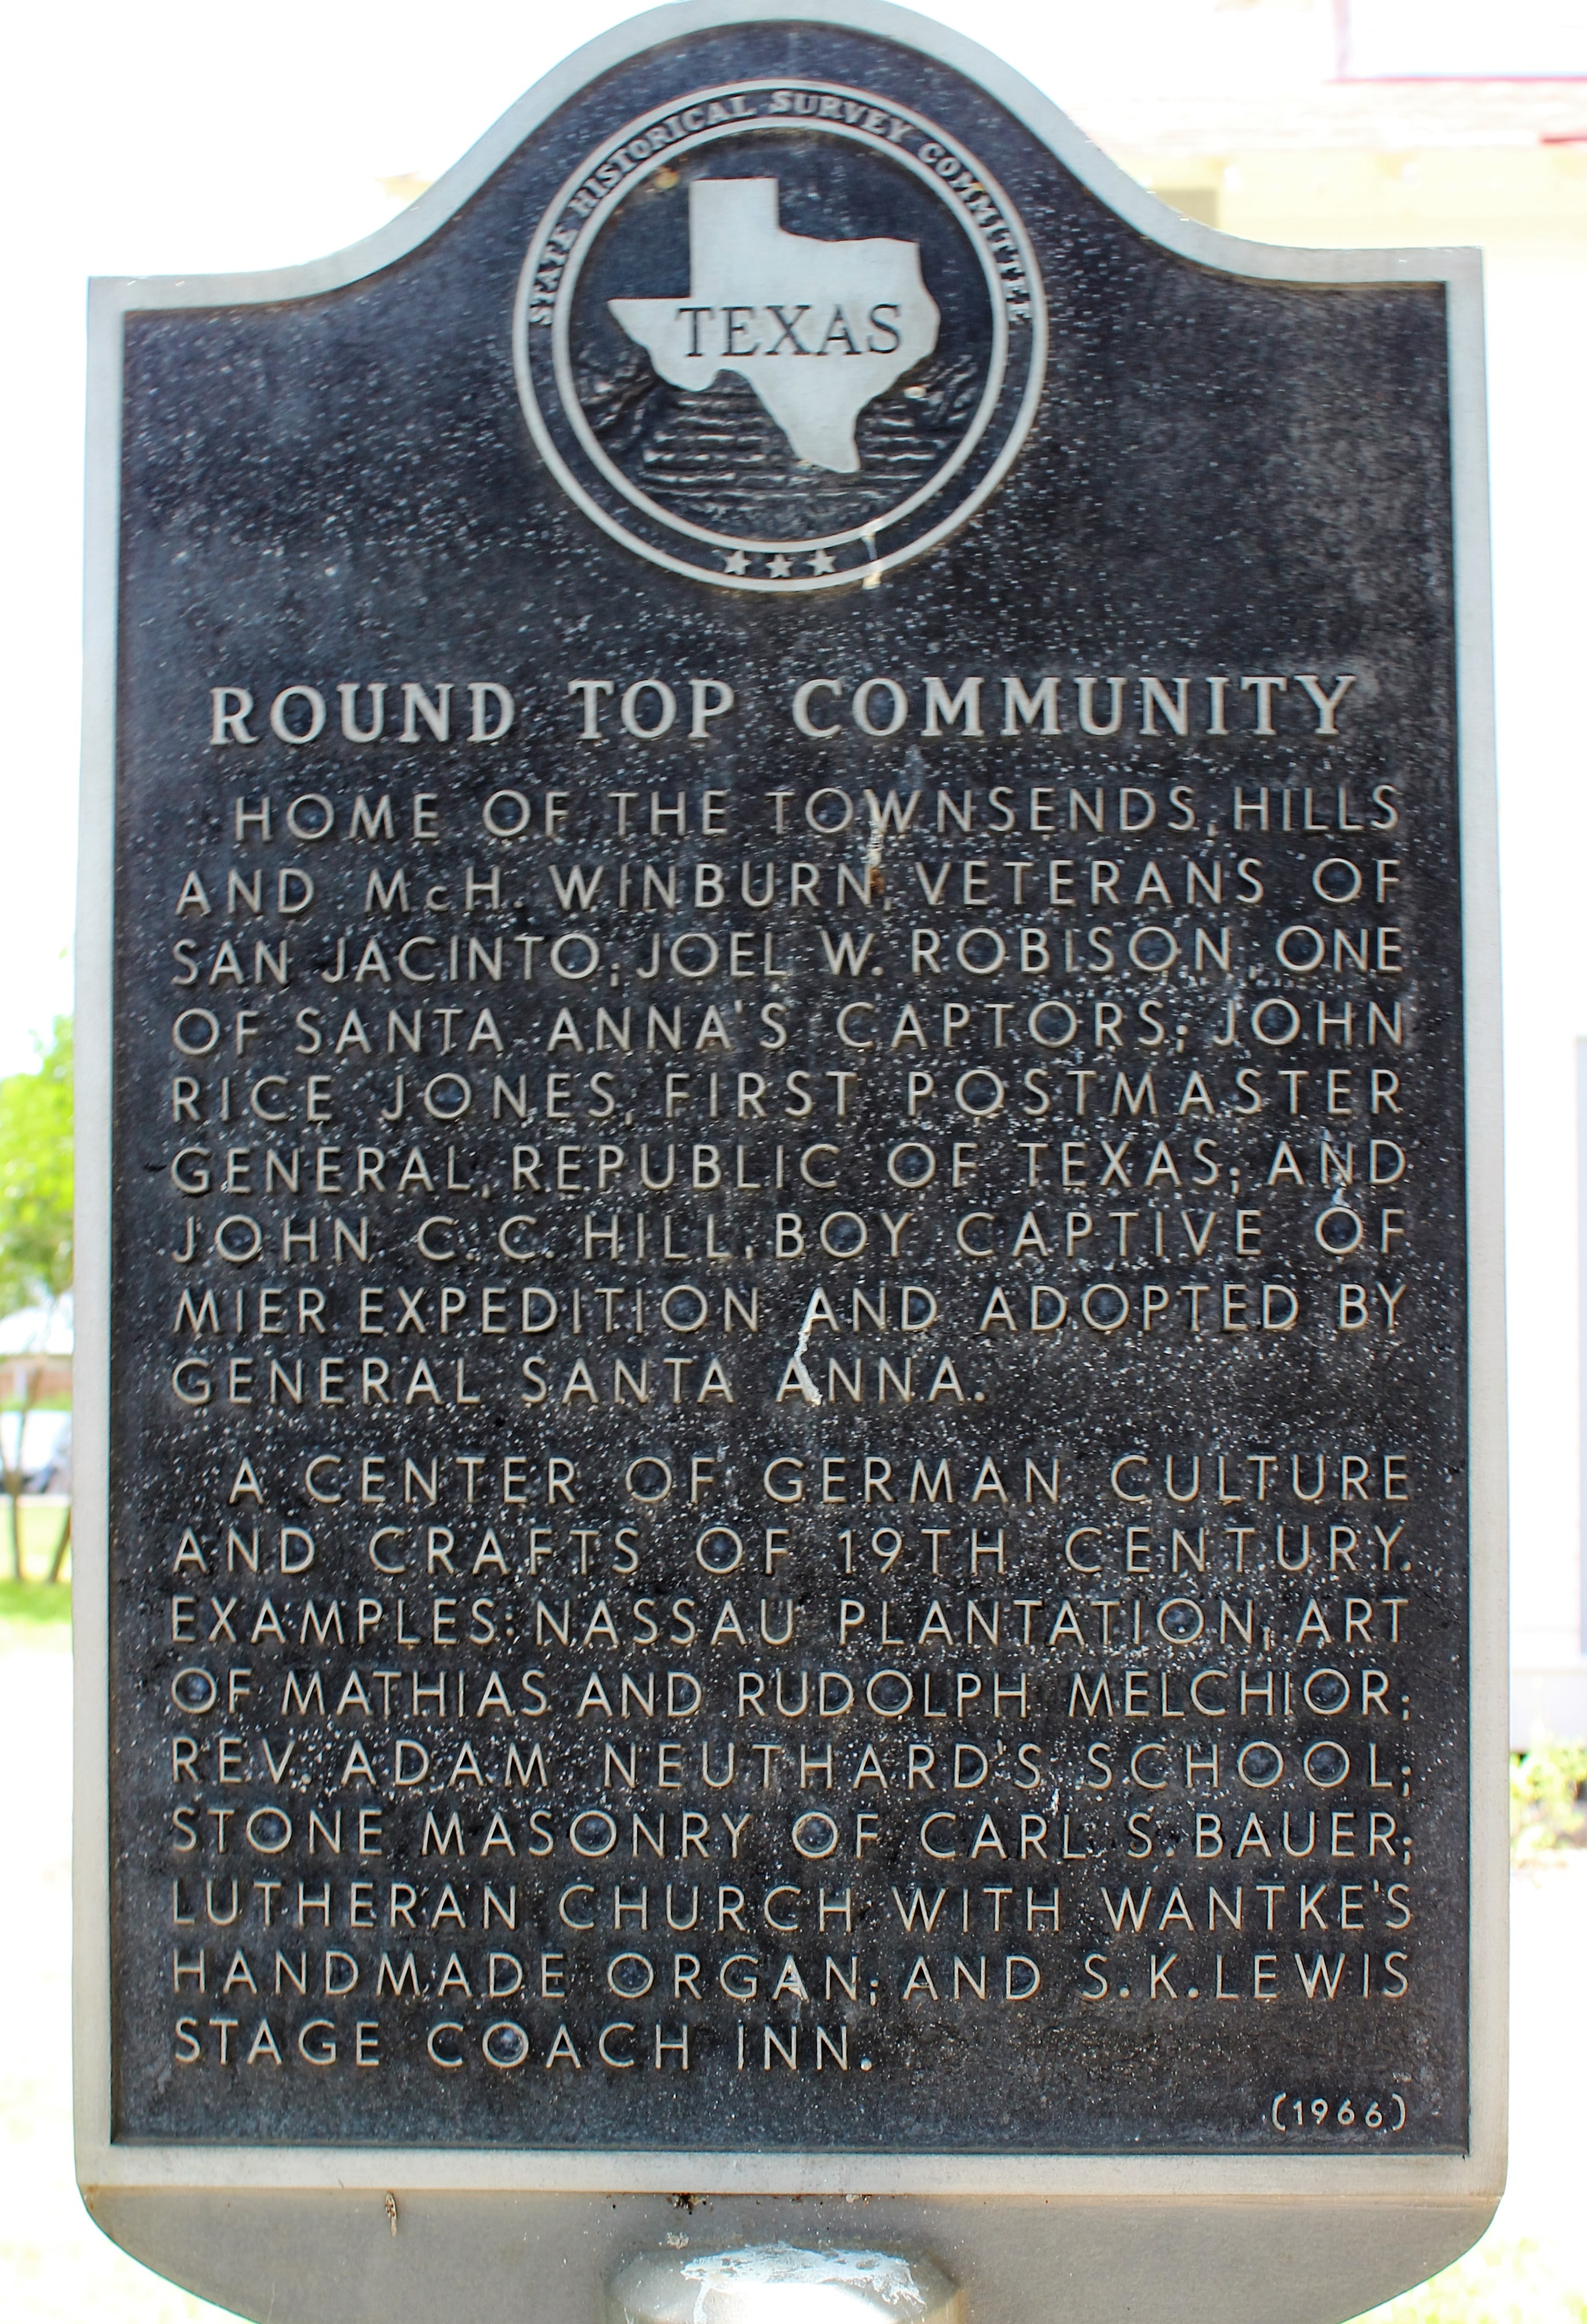 STATE HISTORICAL SURVEY COMMITTEE
TEXAS
ROUND TOP COMMUNITY
HOME OF THE TOWNSENDS, HILLS
AND McH. WINBURN, VETERANS OF
SAN JACINTO; JOEL W. ROBISON, ONE
OF SANTA ANNA'S CAPTORS; JOHN
RICE JONES, FIRST POSTMASTER
GENERAL, REPUBLIC OF TEXAS; AND
JOHN C. C. HILL, BOY CAPTIVE OF
MIER EXPEDITION AND ADOPTED BY
GENERAL SANTA ANNA.
A CENTER OF GERMAN CULTURE
AND CRAFTS OF 19TH CENTURY.
EXAMPLES: NASSAU PLANTATION; ART
OF MATHIAS AND RUDOLPH MELCHIOR;
REV. ADAM NEUTHARD'S SCHOOL;
STONE MASONRY OF CARL S. BAUER;
LUTHERAN CHURCH WITH WANTKE'S
HANDMADE ORGAN; AND S.K. LEWIS
STAGE COACH INN.
(1966)